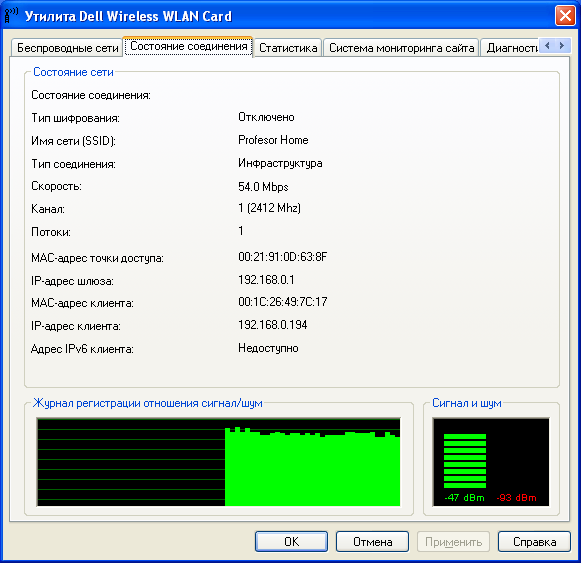 Утилита Dell Wireless WLAN Card
Беспроводные сети Состояние соединения Статистика Система мониторинга сайта Диагности
Состояние сети
Состояние соединения:
Тип шифрования: Отключено
Имя сети (SSID): Profesor Home
Тип соединения: Инфраструктура
Скорость: 54.0 Mbps
Канал: 1 (2412 Mhz)
Потоки: 1
MAC-адрес точки доступа: 00:21:91:0D:63:8F
IP-адрес шлюза: 192.168.0.1
MAC-адрес клиента: 00:1C:26:49:7C:17
IP-адрес клиента: 192.168.0.194
Адрес IPv6 клиента: Недоступно
Журнал регистрации отношения сигнал/шум Сигнал и шум
-47 dBm -93 dBm
OK Отмена Применить Справка